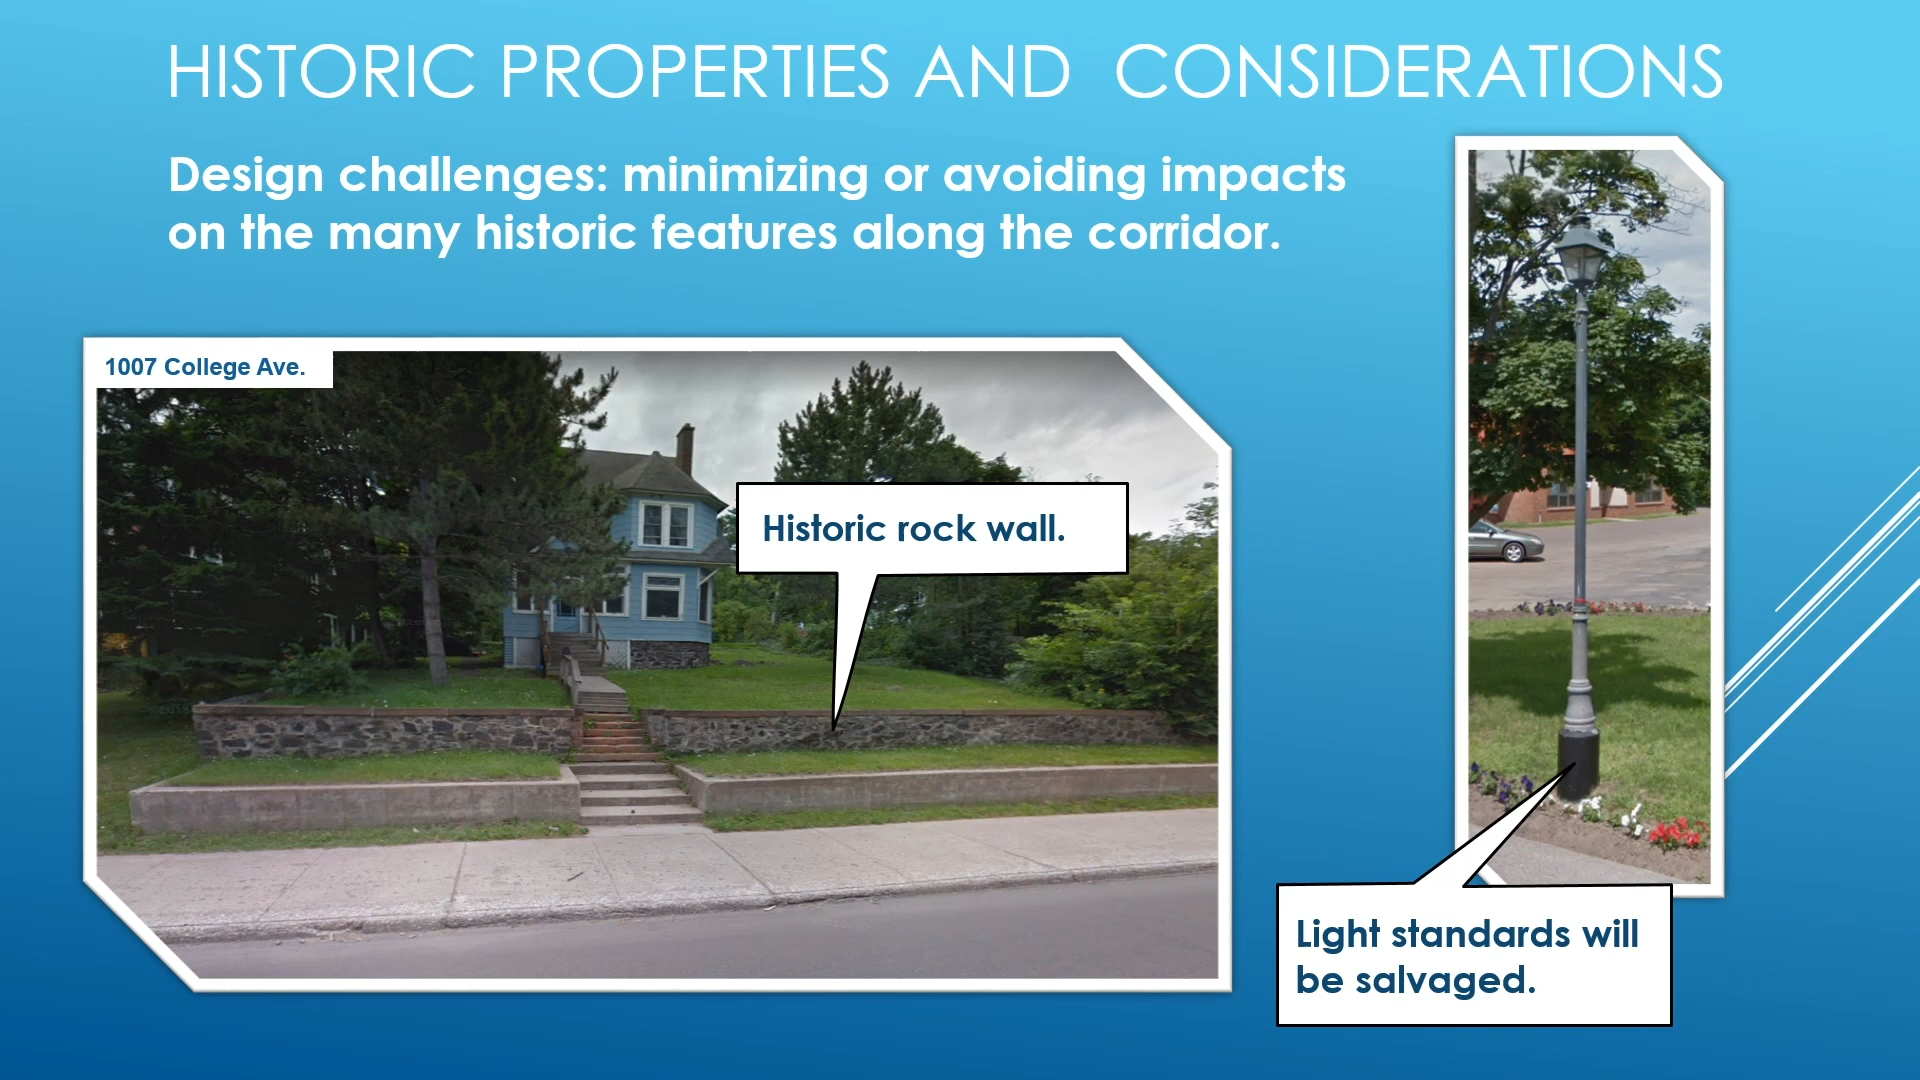 HISTORIC PROPERTIES AND CONSIDERATIONS
Design challenges: minimizing or avoiding impacts
on the many historic features along the corridor.
1007 College Ave.
Historic rock wall.
Light standards will
be salvaged.